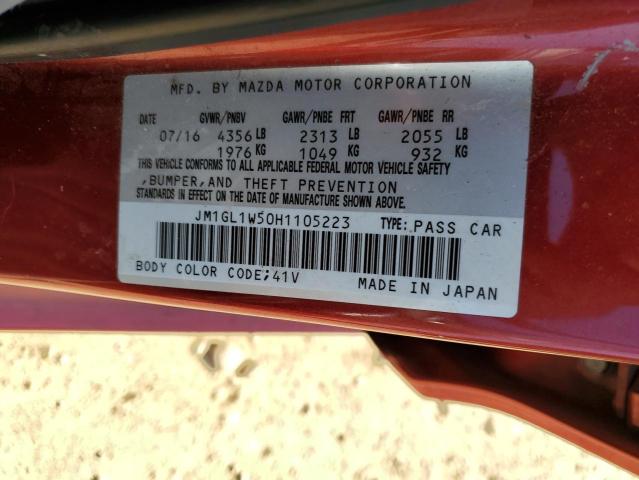 MFD. BY MAZDA MOTOR CORPORATION
DATE GVWR/PNBV GAWR/PNBE FRT GAWR/PNBE RR
07/16 4356 LB 2313 LB 2055 LB
1976 KG 1049 KG 932 KG
THIS VEHICLE CONFORMS TO ALL APPLICABLE FEDERAL MOTOR VEHICLE SAFETY
,BUMPER,AND THEFT PREVENTION
STANDARDS IN EFFECT ON THE DATE OF MANUFACTURE SHOWN ABOVE.
JM1GL1W50H1105223 TYPE: PASS CAR
BODY COLOR CODE;41V MADE IN JAPAN